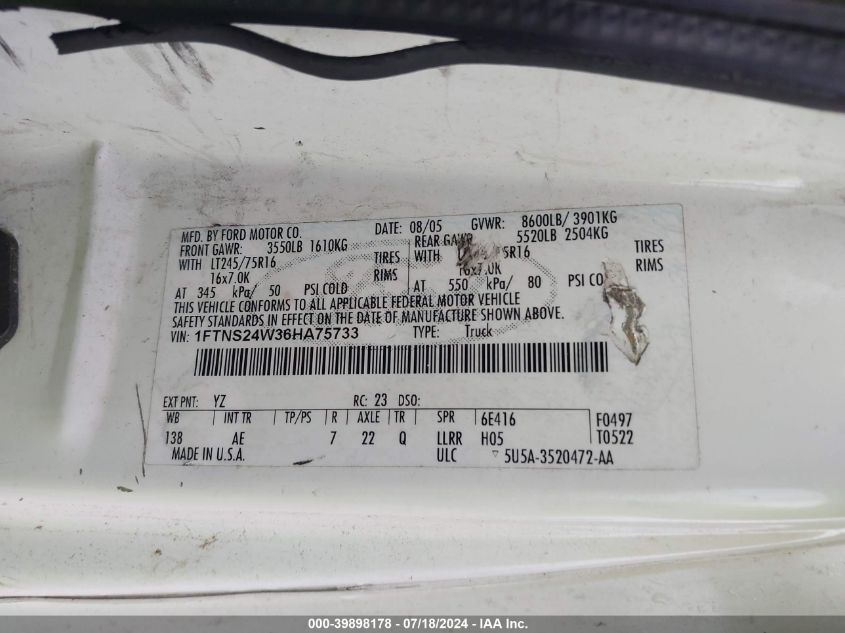 MFD. BY FORD MOTOR CO. DATE: 08/05 GVWR: 8600LB/ 3901KG
FRONT GAWR: 3550LB 1610KG REAR GAWR 5520LB 2504KG
WITH LT245/75R16 TIRES WITH 75R16 TIRES
16x7.0K RIMS 16x7.0K RIMS
AT 345 kPa/ 50 PSI COLD AT 550 kPa/ 80 PSI CO
THIS VEHICLE CONFORMS TO ALL APPLICABLE FEDERAL MOTOR VEHICLE
SAFETY STANDARDS IN EFFECT ON THE DATE OF MANUFACTURE SHOWN ABOVE.
VIN: 1FTNS24W36HA75733 TYPE: Truck
EXT PNT: YZ RC: 23 DSO:
WB INT TR TP/PS R AXLE TR SPR 6E416 F0497
138 AE 7 22 Q LLRR H05 T0522
MADE IN U.S.A. ULC ▽ 5U5A-3520472-AA
000-39898178 - 07/18/2024 - IAA Inc.